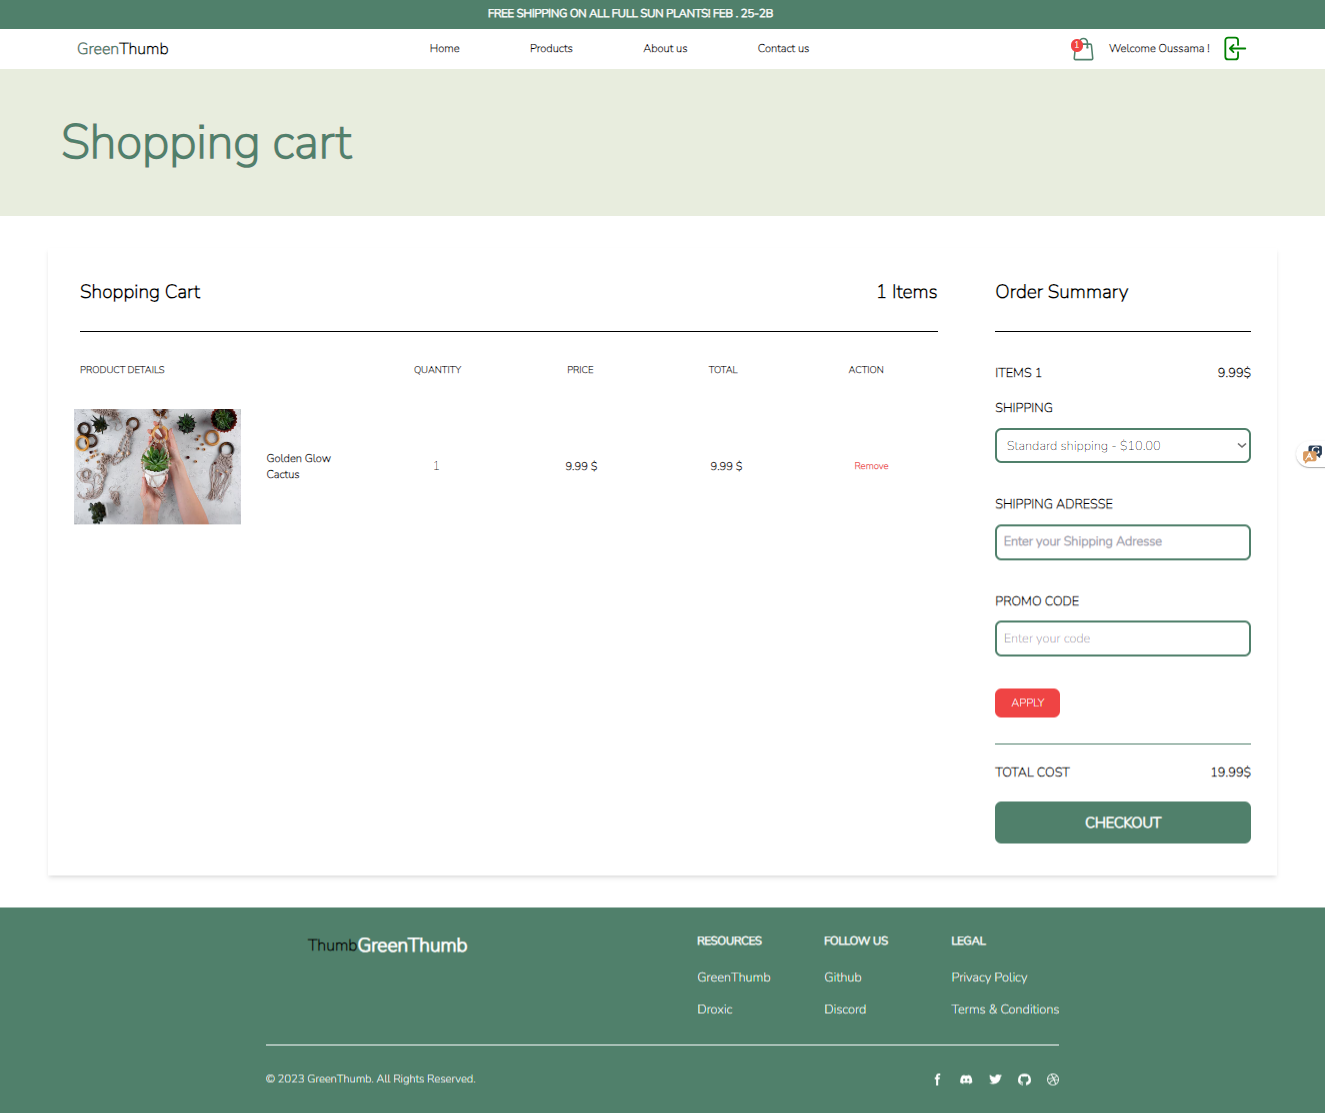 FREE SHIPPING ON ALL FULL SUN PLANTS! FEB . 25-2B
GreenThumb
Home
Products
About us
Contact us
1
Welcome Oussama !
Shopping cart
Shopping Cart
1 Items
PRODUCT DETAILS
QUANTITY
PRICE
TOTAL
ACTION
Golden Glow
Cactus
1
9.99 $
9.99 $
Remove
Order Summary
ITEMS 1
9.99$
SHIPPING
Standard shipping - $10.00
SHIPPING ADRESSE
Enter your Shipping Adresse
PROMO CODE
Enter your code
APPLY
TOTAL COST
19.99$
CHECKOUT
ThumbGreenThumb
RESOURCES
GreenThumb
Droxic
FOLLOW US
Github
Discord
LEGAL
Privacy Policy
Terms & Conditions
© 2023 GreenThumb. All Rights Reserved.